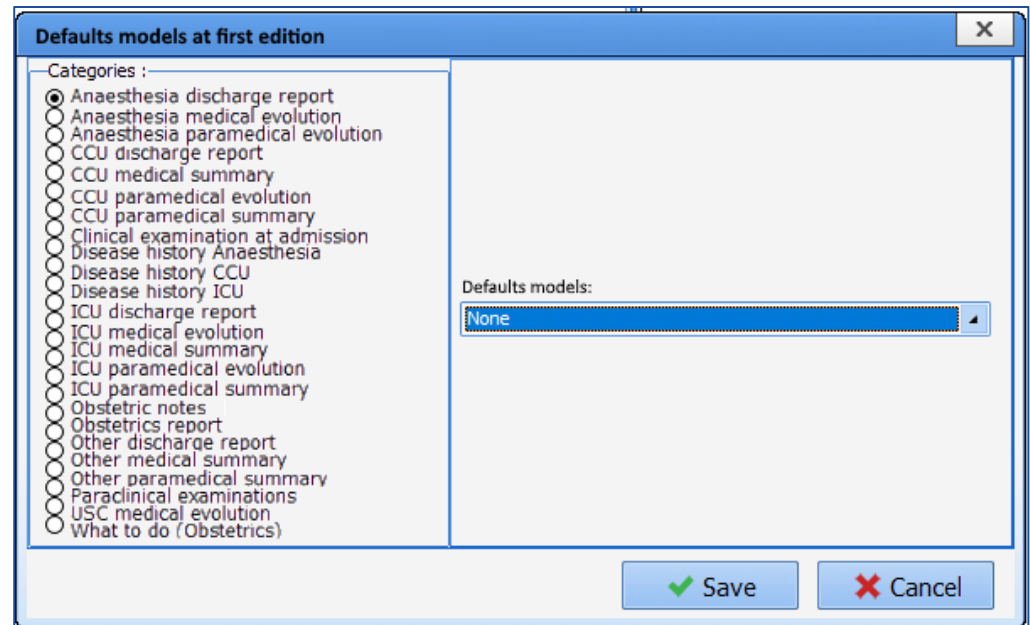 Defaults models at first edition
Categories :
Anaesthesia discharge report
Anaesthesia medical evolution
Anaesthesia paramedical evolution
CCU discharge report
CCU medical summary
CCU paramedical evolution
CCU paramedical summary
Clinical examination at admission
Disease history Anaesthesia
Disease history CCU
Disease history ICU
ICU discharge report
ICU medical evolution
ICU medical summary
ICU paramedical evolution
ICU paramedical summary
Obstetric notes
Obstetrics report
Other discharge report
Other medical summary
Other paramedical summary
Paraclinical examinations
USC medical evolution
What to do (Obstetrics)
Defaults models:
None
Save
Cancel